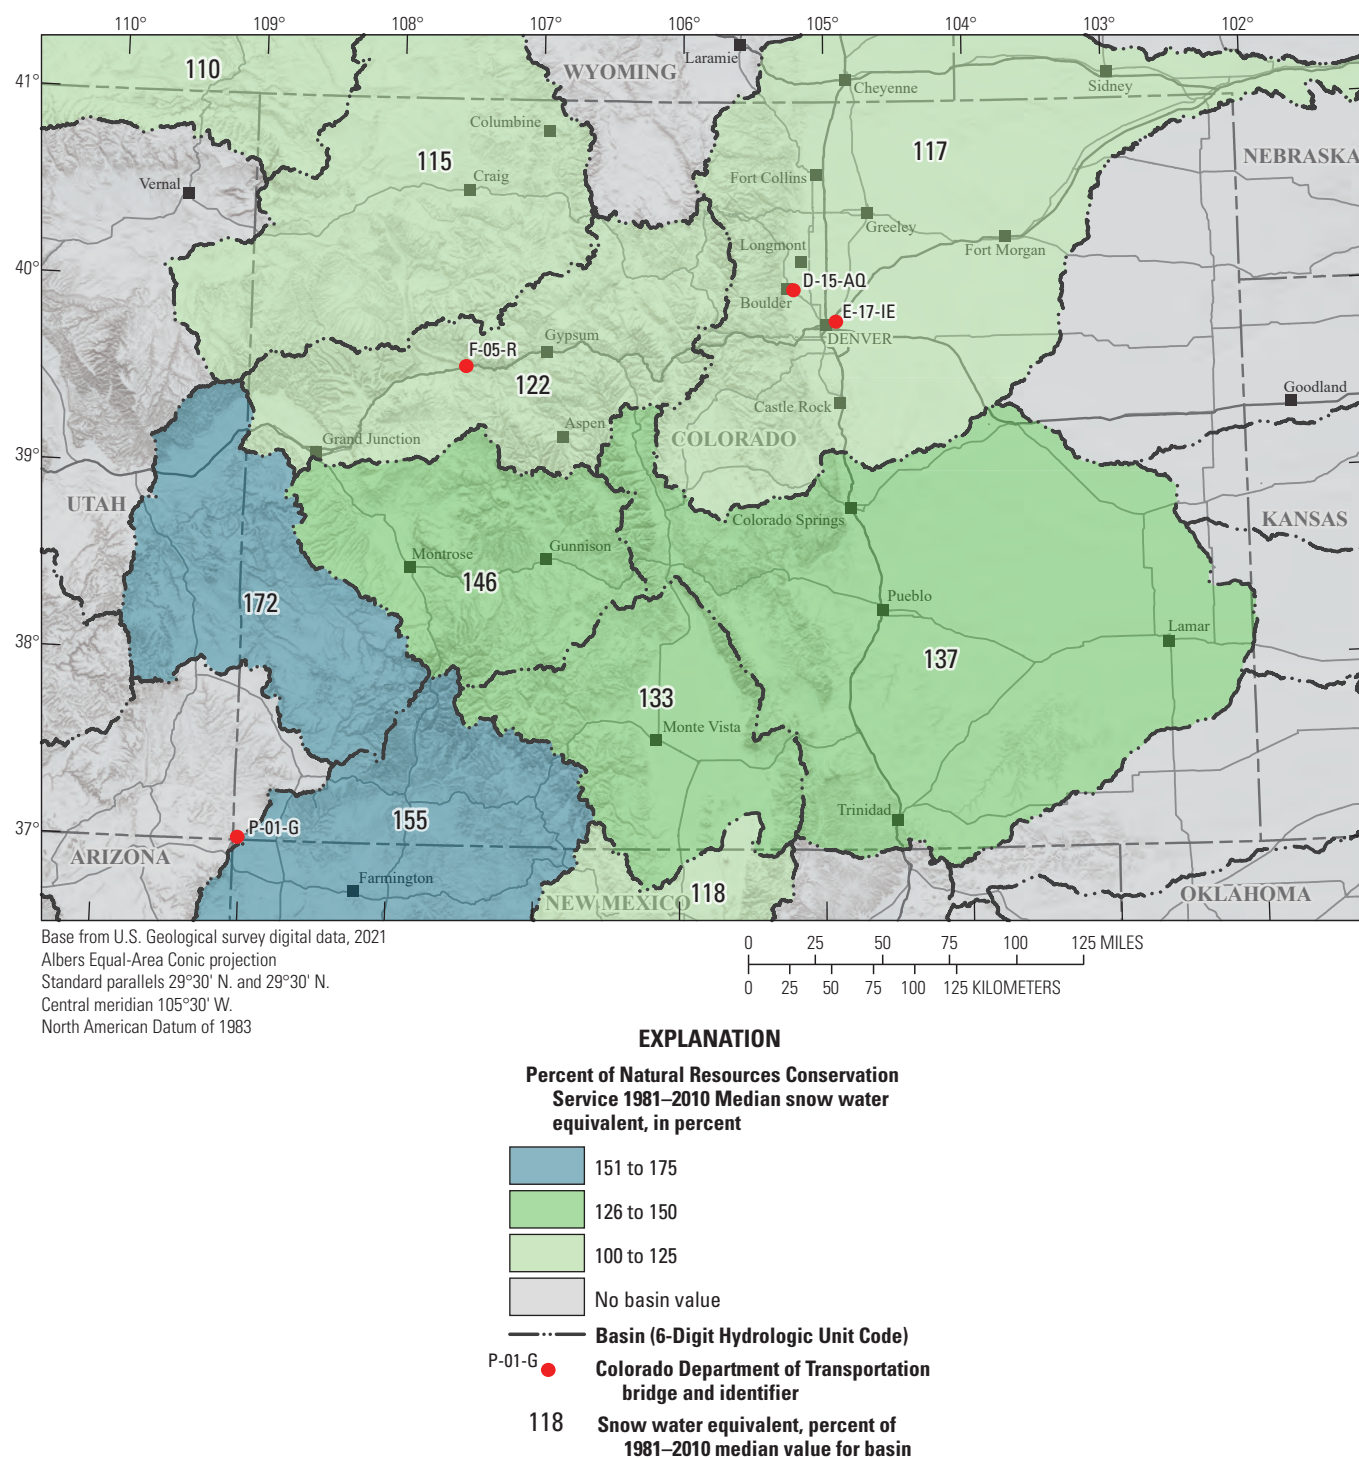 110° 109° 108° 107° 106° 105° 104° 103° 102°
Laramie
41°
110
WYOMING
Cheyenne
Sidney
Columbine
115
117
NEBRASKA
Vernal
Craig
Fort Collins
Greeley
Longmont
Fort Morgan
40°
D-15-AQ
Boulder
E-17-IE
Gypsum
DENVER
F-05-R
122
Goodland
Castle Rock
Aspen
Grand Junction
COLORADO
39°
UTAH
Colorado Springs
KANSAS
Montrose
Gunnison
146
172
Pueblo
Lamar
38°
137
133
Monte Vista
Trinidad
155
37°
P-01-G
ARIZONA
Farmington
NEW MEXICO
118
OKLAHOMA
Base from U.S. Geological survey digital data, 2021
Albers Equal-Area Conic projection
Standard parallels 29°30' N. and 29°30' N.
Central meridian 105°30' W.
North American Datum of 1983
0 25 50 75 100 125 MILES
0 25 50 75 100 125 KILOMETERS
EXPLANATION
Percent of Natural Resources Conservation
Service 1981–2010 Median snow water
equivalent, in percent
151 to 175
126 to 150
100 to 125
No basin value
Basin (6-Digit Hydrologic Unit Code)
P-01-G
Colorado Department of Transportation
bridge and identifier
118
Snow water equivalent, percent of
1981–2010 median value for basin